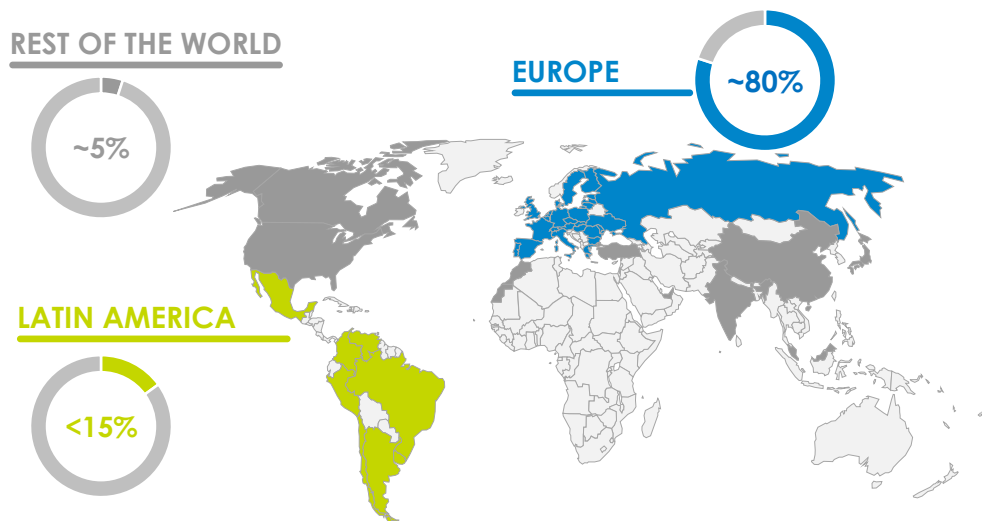 REST OF THE WORLD
~5%
EUROPE
~80%
LATIN AMERICA
<15%